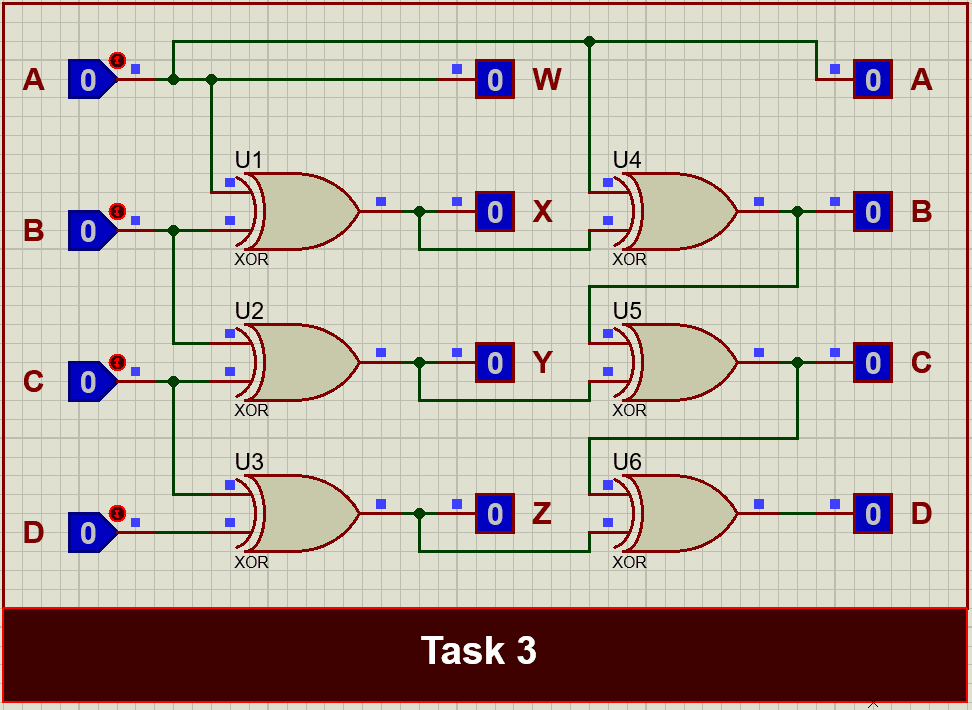 A 0 0 W 0 A
U1 U4
B 0 0 X 0 B
XOR XOR
U2 U5
C 0 0 Y 0 C
XOR XOR
U3 U6
D 0 0 Z 0 D
XOR XOR
Task 3